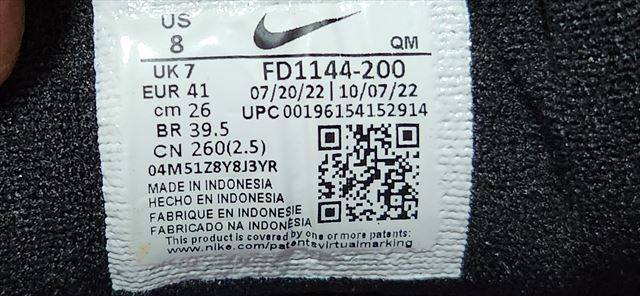 US
8
QM
UK 7 FD1144-200
EUR 41 07/20/22 | 10/07/22
cm 26 UPC 00196154152914
BR 39.5
CN 260(2.5)
04M51Z8Y8J3YR
MADE IN INDONESIA
HECHO EN INDONESIA
FABRIQUE EN INDONESIE
FABRICADO NA INDONÉSIA
This product is covered by one or more patents
www.nike.com/patentsvirtualmarking